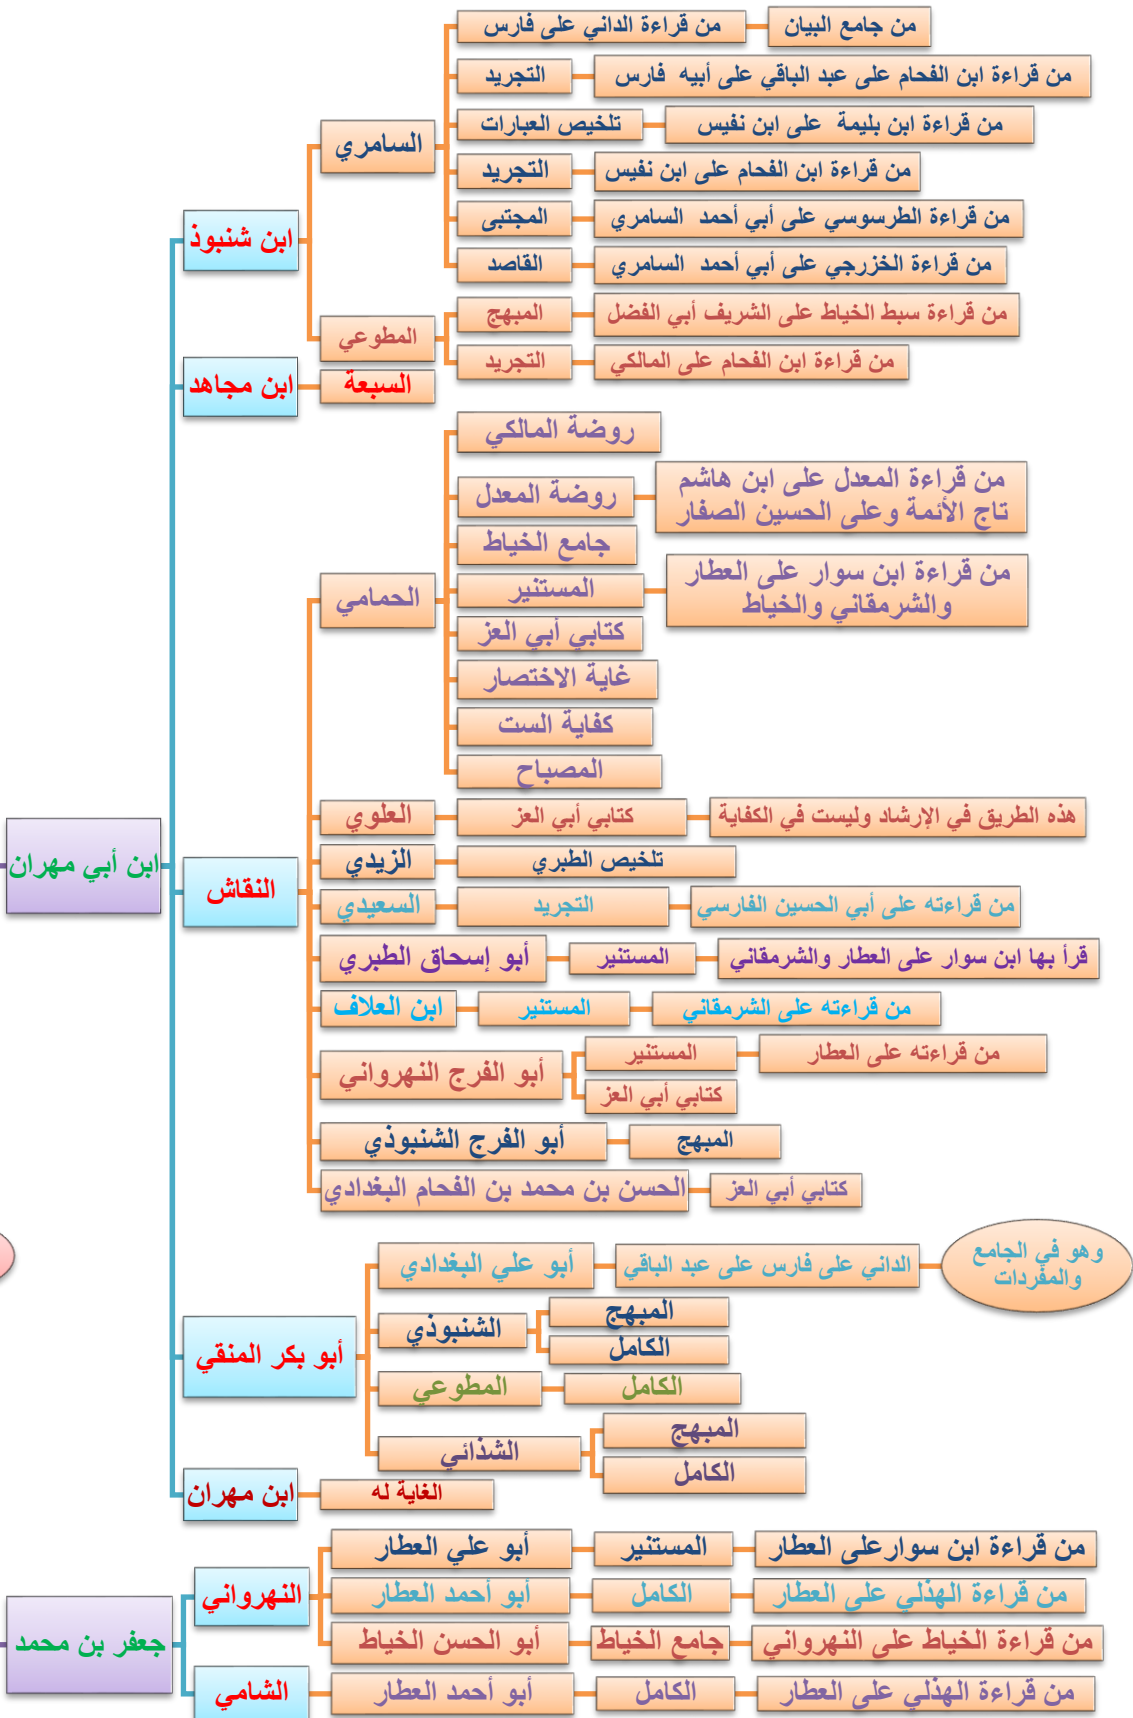 ابن أبي مهران
ابن شنبوذ
السامري
من قراءة الداني على فارس
من جامع البيان
التجريد
من قراءة ابن الفحام على عبد الباقي على أبيه فارس
تلخيص العبارات
من قراءة ابن بليمة على ابن نفيس
التجريد
من قراءة ابن الفحام على ابن نفيس
المجتبى
من قراءة الطرسوسي على أبي أحمد السامري
القاصد
من قراءة الخزرجي على أبي أحمد السامري
المطوعي
المبهج
من قراءة سبط الخياط على الشريف أبي الفضل
التجريد
من قراءة ابن الفحام على المالكي
ابن مجاهد
السبعة
النقاش
الحمامي
روضة المالكي
روضة المعدل
من قراءة المعدل على ابن هاشم
تاج الأئمة وعلى الحسين الصفار
جامع الخياط
المستنير
من قراءة ابن سوار على العطار
والشرمقاني والخياط
كتابي أبي العز
غاية الاختصار
كفاية الست
المصباح
العلوي
كتابي أبي العز
هذه الطريق في الإرشاد وليست في الكفاية
الزيدي
تلخيص الطبري
السعيدي
التجريد
من قراءته على أبي الحسين الفارسي
أبو إسحاق الطبري
المستنير
قرأ بها ابن سوار على العطار والشرمقاني
ابن العلاف
المستنير
من قراءته على الشرمقاني
أبو الفرج النهرواني
المستنير
من قراءته على العطار
كتابي أبي العز
أبو الفرج الشنبوذي
المبهج
الحسن بن محمد بن الفحام البغدادي
كتابي أبي العز
أبو بكر المنقي
أبو علي البغدادي
الداني على فارس على عبد الباقي
وهو في الجامع
والمفردات
الشنبوذي
المبهج
الكامل
المطوعي
الكامل
الشذائي
المبهج
الكامل
ابن مهران
الغاية له
جعفر بن محمد
النهرواني
أبو علي العطار
المستنير
من قراءة ابن سوارعلى العطار
أبو أحمد العطار
الكامل
من قراءة الهذلي على العطار
أبو الحسن الخياط
جامع الخياط
من قراءة الخياط على النهرواني
الشامي
أبو أحمد العطار
الكامل
من قراءة الهذلي على العطار